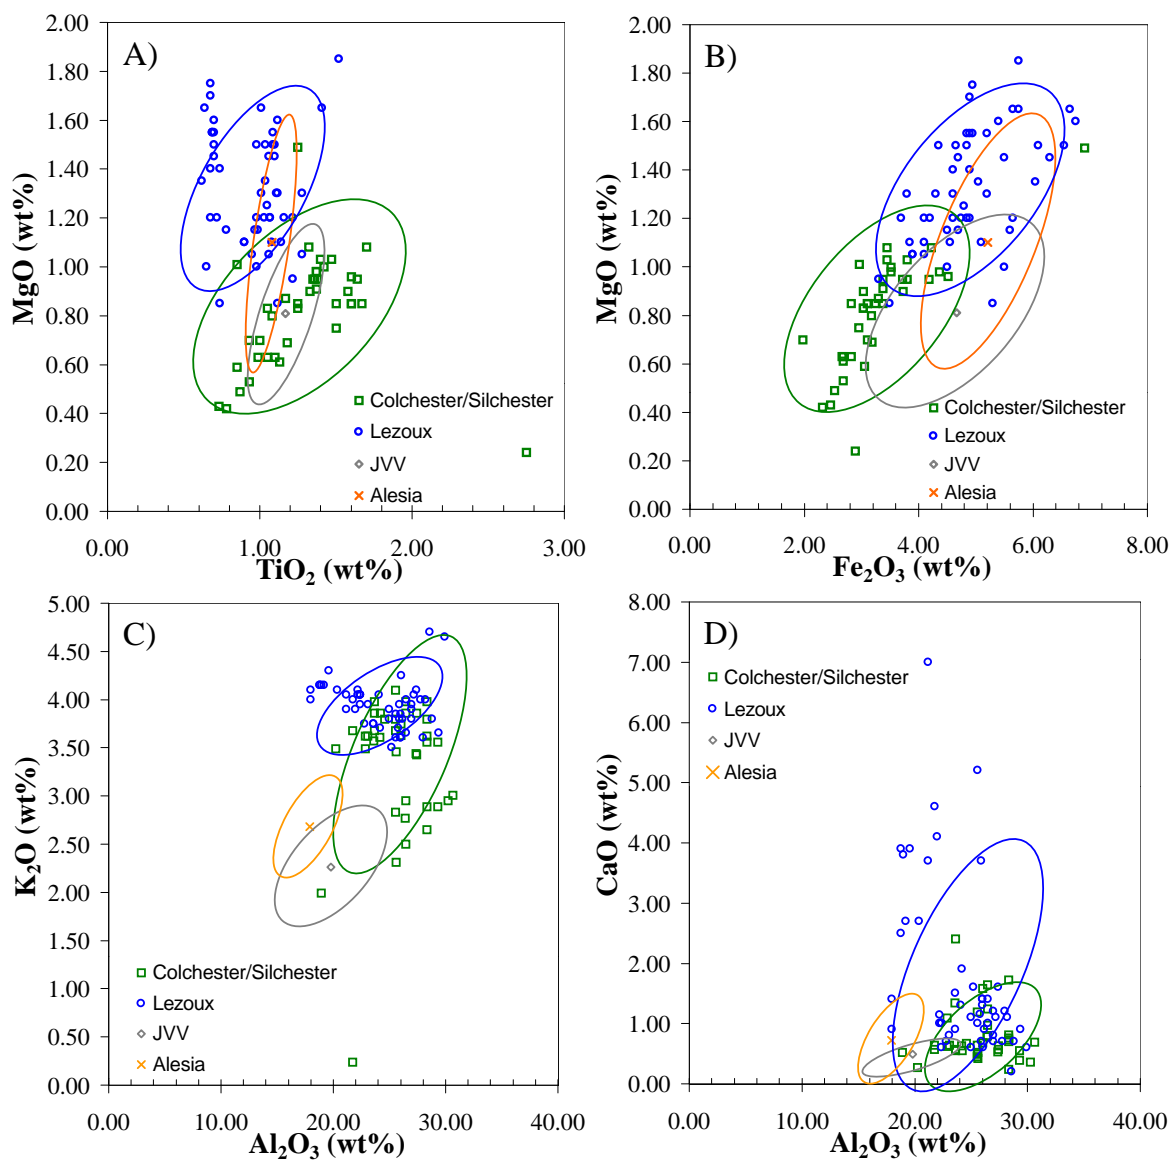 A)
2.00
1.80
1.60
1.40
1.20
1.00
0.80
0.60
0.40
0.20
0.00
MgO (wt%)
0.00 1.00 2.00 3.00
TiO2 (wt%)
Colchester/Silchester
Lezoux
JVV
Alesia
B)
2.00
1.80
1.60
1.40
1.20
1.00
0.80
0.60
0.40
0.20
0.00
MgO (wt%)
0.00 2.00 4.00 6.00 8.00
Fe2O3 (wt%)
Colchester/Silchester
Lezoux
JVV
Alesia
C)
5.00
4.50
4.00
3.50
3.00
2.50
2.00
1.50
1.00
0.50
0.00
K2O (wt%)
0.00 10.00 20.00 30.00 40.00
Al2O3 (wt%)
Colchester/Silchester
Lezoux
JVV
Alesia
D)
8.00
7.00
6.00
5.00
4.00
3.00
2.00
1.00
0.00
CaO (wt%)
0.00 10.00 20.00 30.00 40.00
Al2O3 (wt%)
Colchester/Silchester
Lezoux
JVV
Alesia